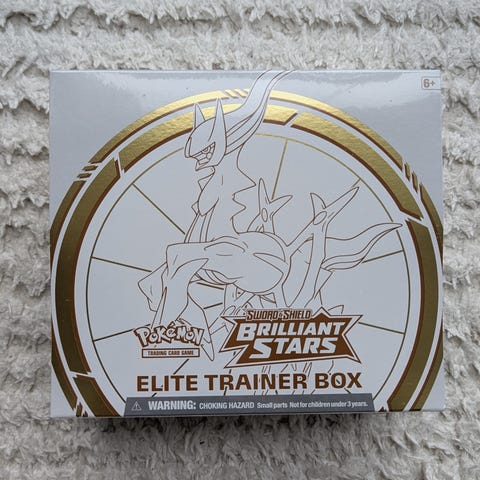 6+
SWORD & SHIELD
POKéMON
BRILLIANT
TRADING CARD GAME
STARS
ELITE TRAINER BOX
WARNING: CHOKING HAZARD Small parts Not for children under 3 years.